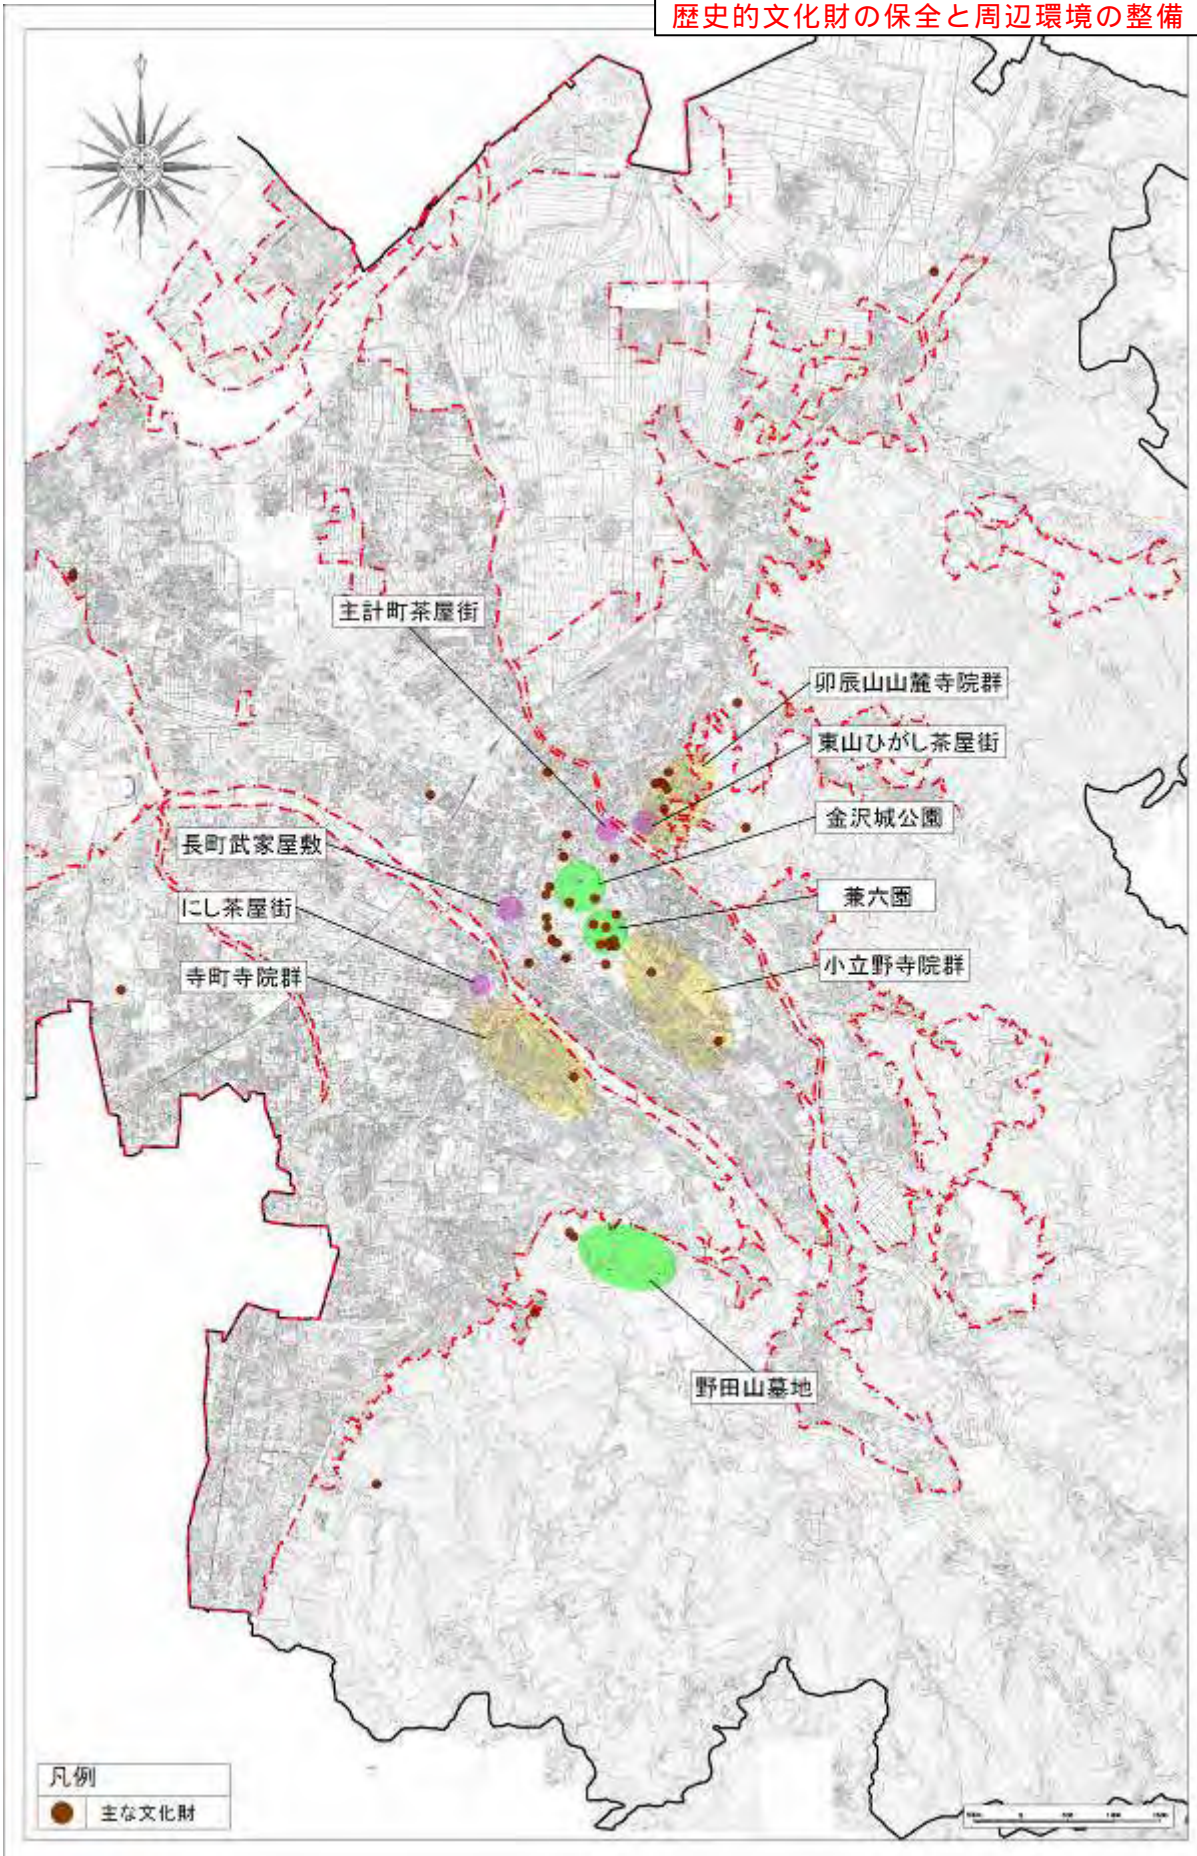 歴史的文化財の保全と周辺環境の整備
主計町茶屋街
卯辰山山麓寺院群
東山ひがし茶屋街
金沢城公園
長町武家屋敷
兼六園
にし茶屋街
小立野寺院群
寺町寺院群
野田山墓地
凡例
主な文化財